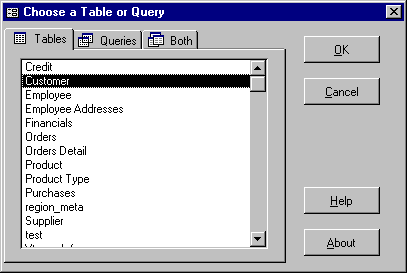 Choose a Table or Query
Tables
Queries
Both
Credit
Customer
Employee
Employee Addresses
Financials
Orders
Orders Detail
Product
Product Type
Purchases
region_meta
Supplier
test
OK
Cancel
Help
About